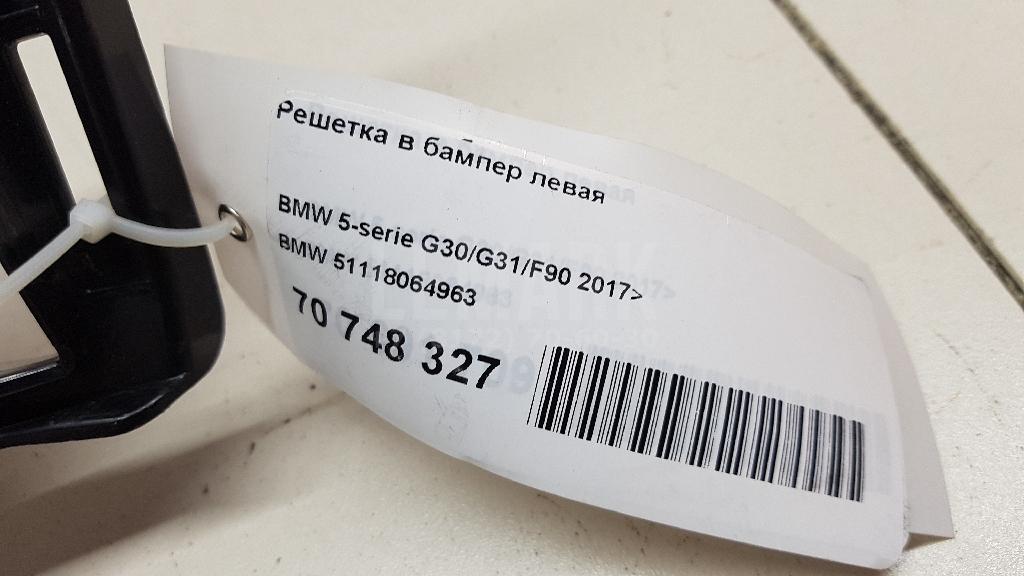 Решетка в бампер левая
BMW 5-serie G30/G31/F90 2017>
BMW 51118064963
70 748 327